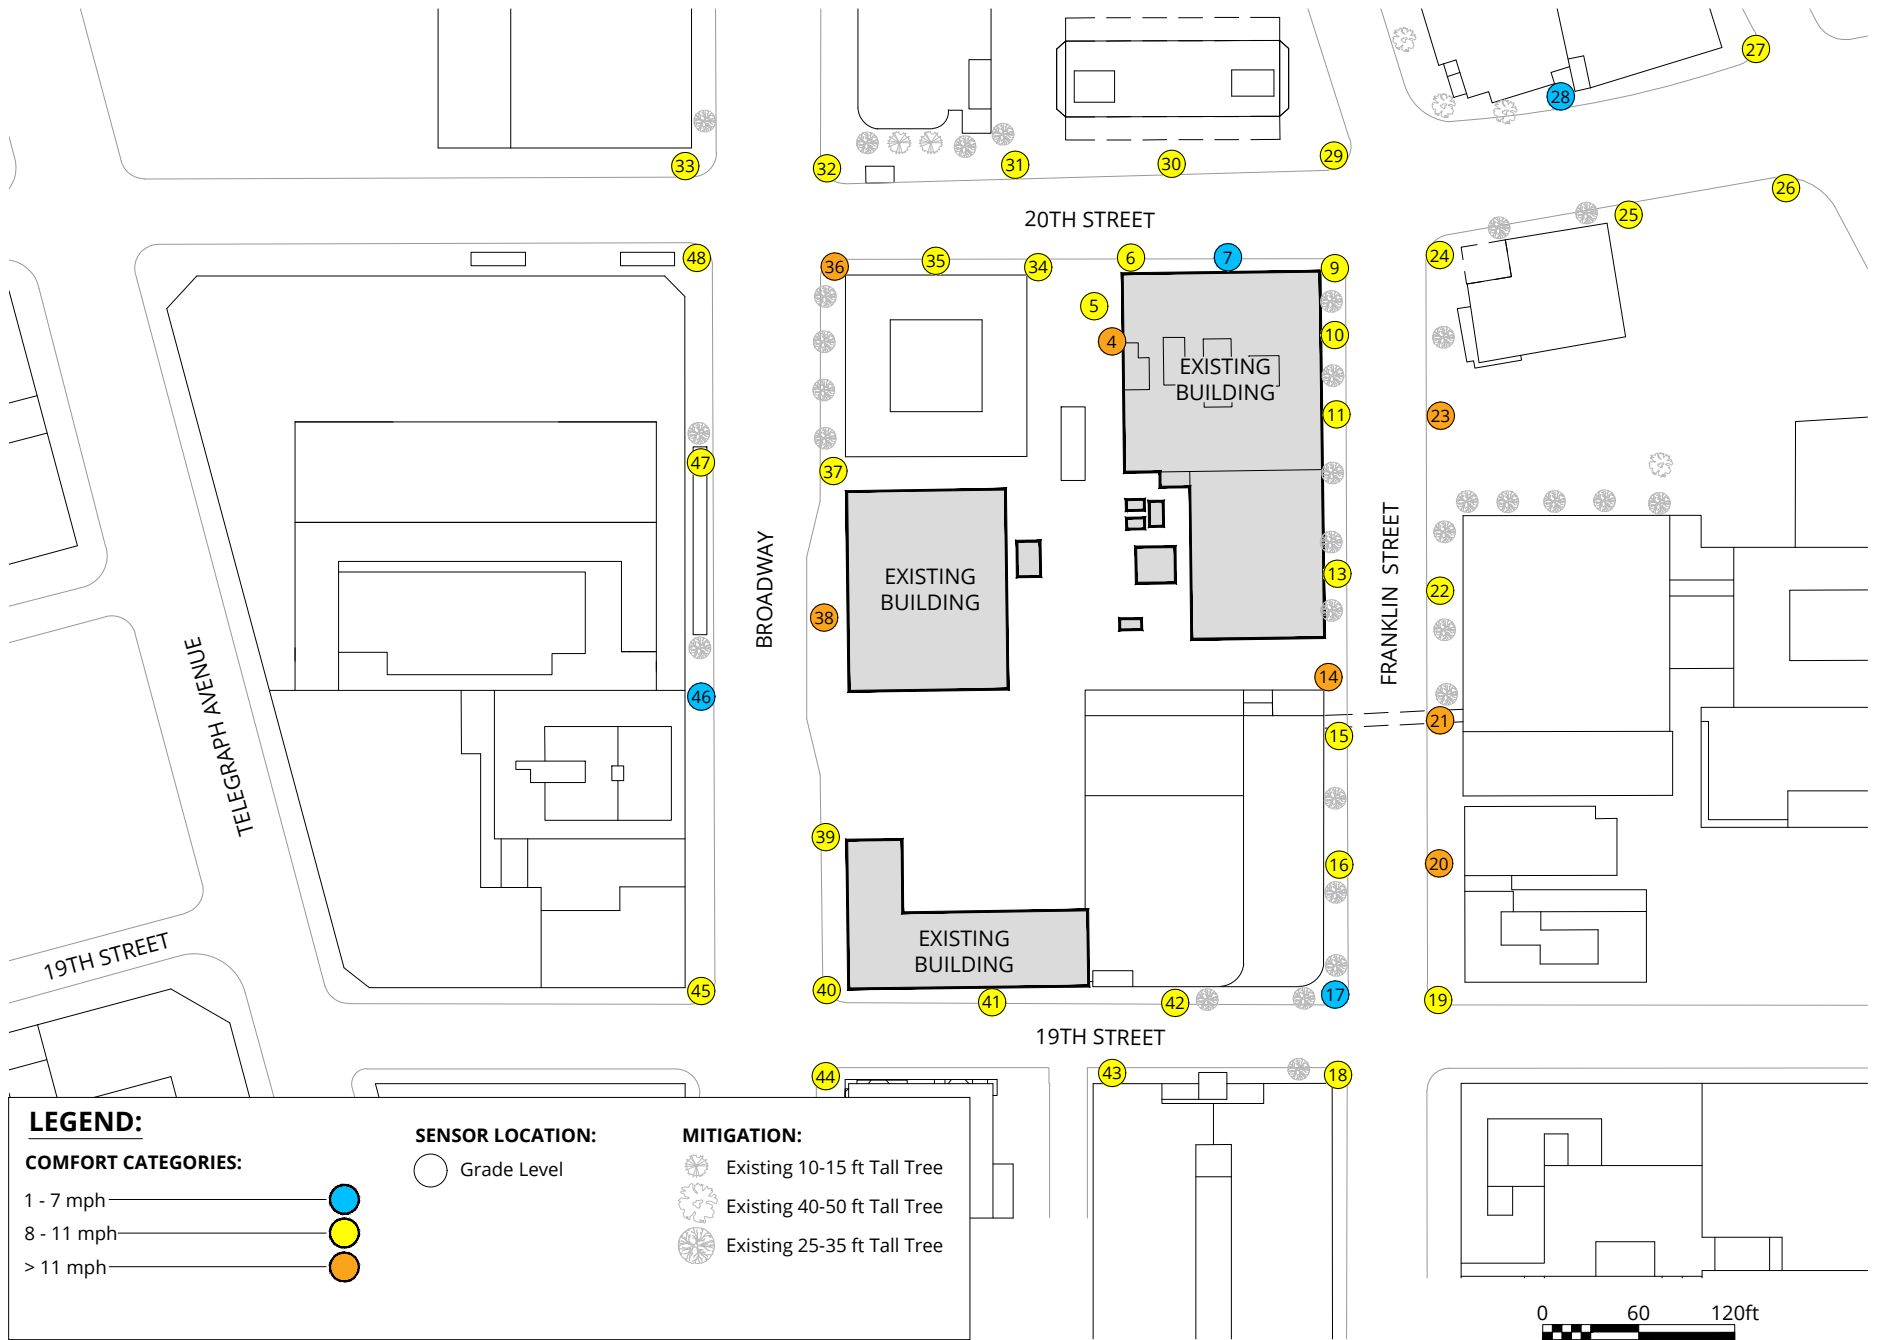 27
28
33
32
31
30
29
26
25
20TH STREET
48
36
35
34
6
7
9
24
5
4
10
EXISTING
BUILDING
11
23
47
37
BROADWAY
EXISTING
BUILDING
13
22
FRANKLIN STREET
38
TELEGRAPH AVENUE
46
14
21
15
39
16
20
EXISTING
BUILDING
19TH STREET
45
40
41
42
17
19
19TH STREET
44
43
18
LEGEND:
COMFORT CATEGORIES:
1 - 7 mph
8 - 11 mph
> 11 mph
SENSOR LOCATION:
Grade Level
MITIGATION:
Existing 10-15 ft Tall Tree
Existing 40-50 ft Tall Tree
Existing 25-35 ft Tall Tree
0 60 120ft